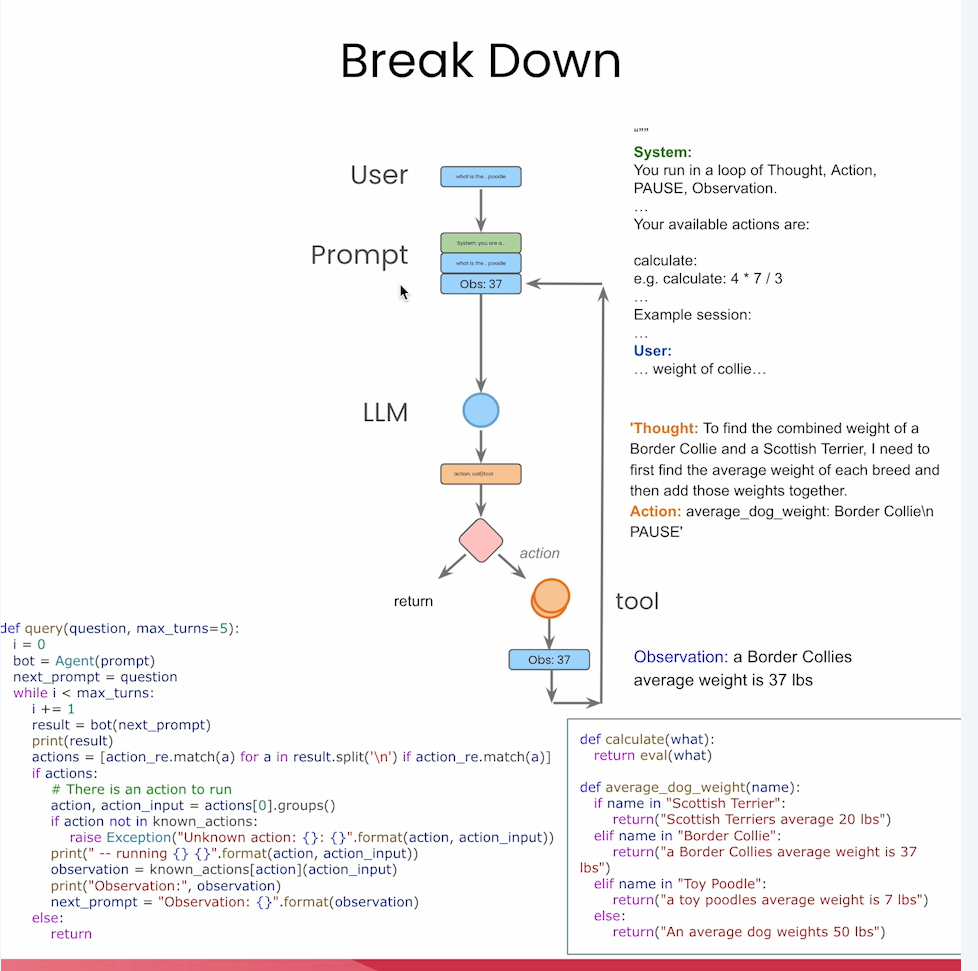 Break Down
User
what is the .. poodle
Prompt
System: you are a...
what is the .. poodle
Obs: 37
LLM
action: call|tool
action
return
tool
Obs: 37
“””
System:
You run in a loop of Thought, Action,
PAUSE, Observation.
…
Your available actions are:
calculate:
e.g. calculate: 4 * 7 / 3
…
Example session:
…
User:
… weight of collie…
'Thought: To find the combined weight of a
Border Collie and a Scottish Terrier, I need to
first find the average weight of each breed and
then add those weights together.
Action: average_dog_weight: Border Collie\n
PAUSE'
Observation: a Border Collies
average weight is 37 lbs
def query(question, max_turns=5):
i = 0
bot = Agent(prompt)
next_prompt = question
while i < max_turns:
i += 1
result = bot(next_prompt)
print(result)
actions = [action_re.match(a) for a in result.split('\n') if action_re.match(a)]
if actions:
# There is an action to run
action, action_input = actions[0].groups()
if action not in known_actions:
raise Exception("Unknown action: {}: {}".format(action, action_input))
print(" -- running {} {}".format(action, action_input))
observation = known_actions[action](action_input)
print("Observation:", observation)
next_prompt = "Observation: {}".format(observation)
else:
return
def calculate(what):
return eval(what)
def average_dog_weight(name):
if name in "Scottish Terrier":
return("Scottish Terriers average 20 lbs")
elif name in "Border Collie":
return("a Border Collies average weight is 37
lbs")
elif name in "Toy Poodle":
return("a toy poodles average weight is 7 lbs")
else:
return("An average dog weights 50 lbs")